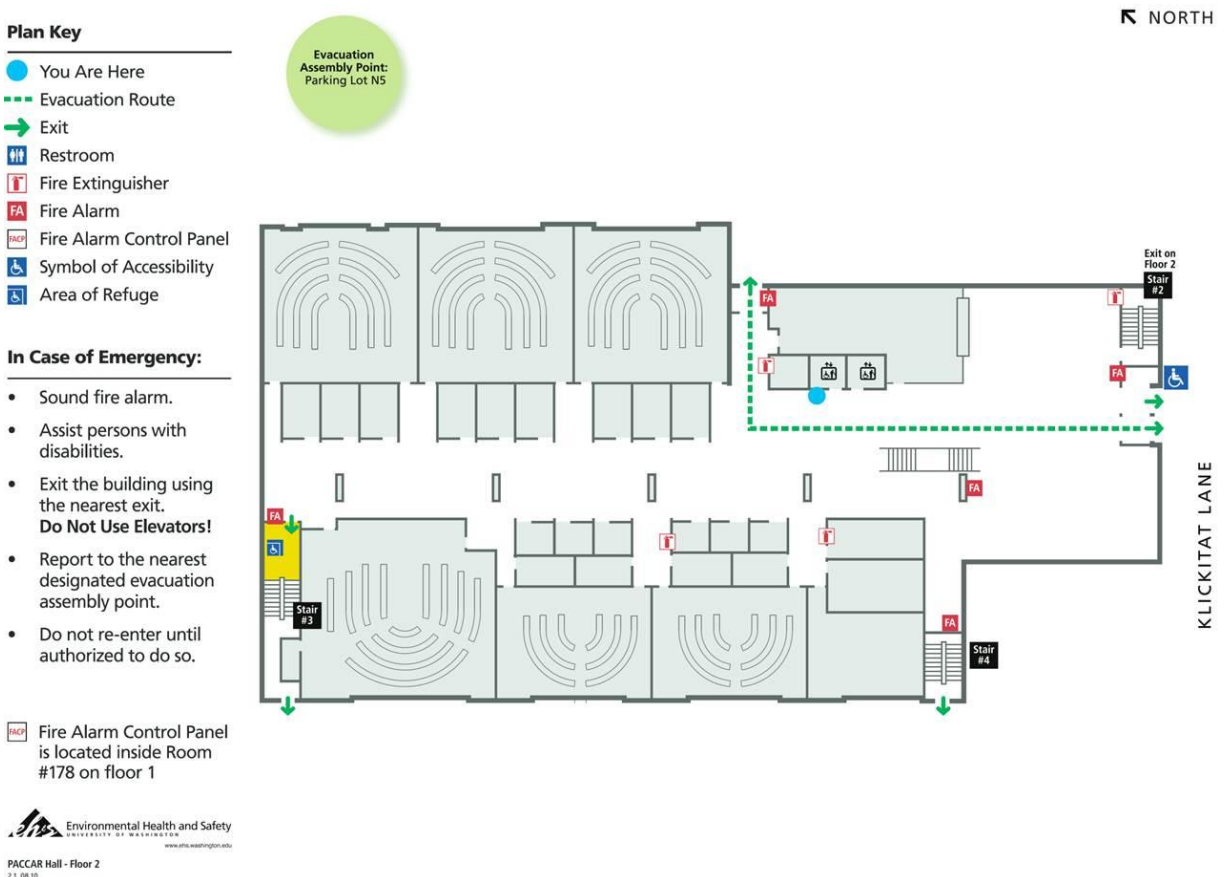 NORTH
Plan Key
You Are Here
Evacuation Route
Exit
Restroom
Fire Extinguisher
FA Fire Alarm
FACP Fire Alarm Control Panel
Symbol of Accessibility
Area of Refuge
In Case of Emergency:
• Sound fire alarm.
• Assist persons with
disabilities.
• Exit the building using
the nearest exit.
Do Not Use Elevators!
• Report to the nearest
designated evacuation
assembly point.
• Do not re-enter until
authorized to do so.
FACP Fire Alarm Control Panel
is located inside Room
#178 on floor 1
ehs Environmental Health and Safety
UNIVERSITY OF WASHINGTON
www.ehs.washington.edu
PACCAR Hall - Floor 2
2.1, 08.10
Evacuation
Assembly Point:
Parking Lot N5
Exit on
Floor 2
Stair
#2
FA
FA
FA
FA
Stair
#3
FA
Stair
#4
KLICKITAT LANE